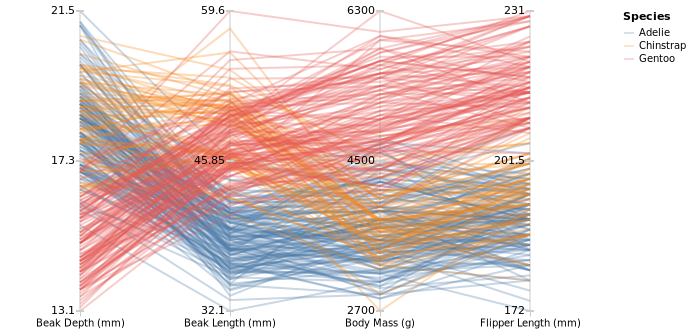 21.5 59.6 6300 231
Species
Adelie
Chinstrap
Gentoo
17.3 45.85 4500 201.5
13.1 32.1 2700 172
Beak Depth (mm) Beak Length (mm) Body Mass (g) Flipper Length (mm)